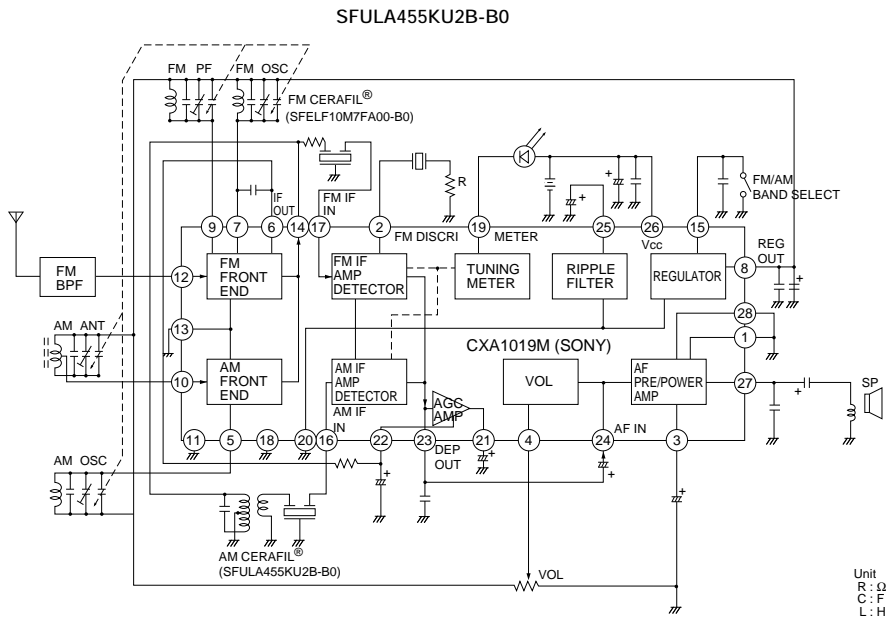 SFULA455KU2B-B0
FM PF
FM OSC
FM CERAFIL®
(SFELF10M7FA00-B0)
R
FM/AM
BAND SELECT
IF
OUT
FM IF
IN
9
7
6
14
17
2
FM DISCRI
19
METER
25
26
Vcc
15
REG
OUT
8
FM
BPF
12
FM
FRONT
END
FM IF
AMP
DETECTOR
TUNING
METER
RIPPLE
FILTER
REGULATOR
13
28
1
AM ANT
CXA1019M (SONY)
10
AM
FRONT
END
AM IF
AMP
DETECTOR
VOL
AF
PRE/POWER
AMP
27
SP
AM IF
IN
AGC
AMP
11
5
18
20
16
22
23
DEP
OUT
21
4
24
AF IN
3
AM OSC
AM CERAFIL®
(SFULA455KU2B-B0)
VOL
+
+
+
+
+
+
+
+
+
Unit
R : Ω
C : F
L : H